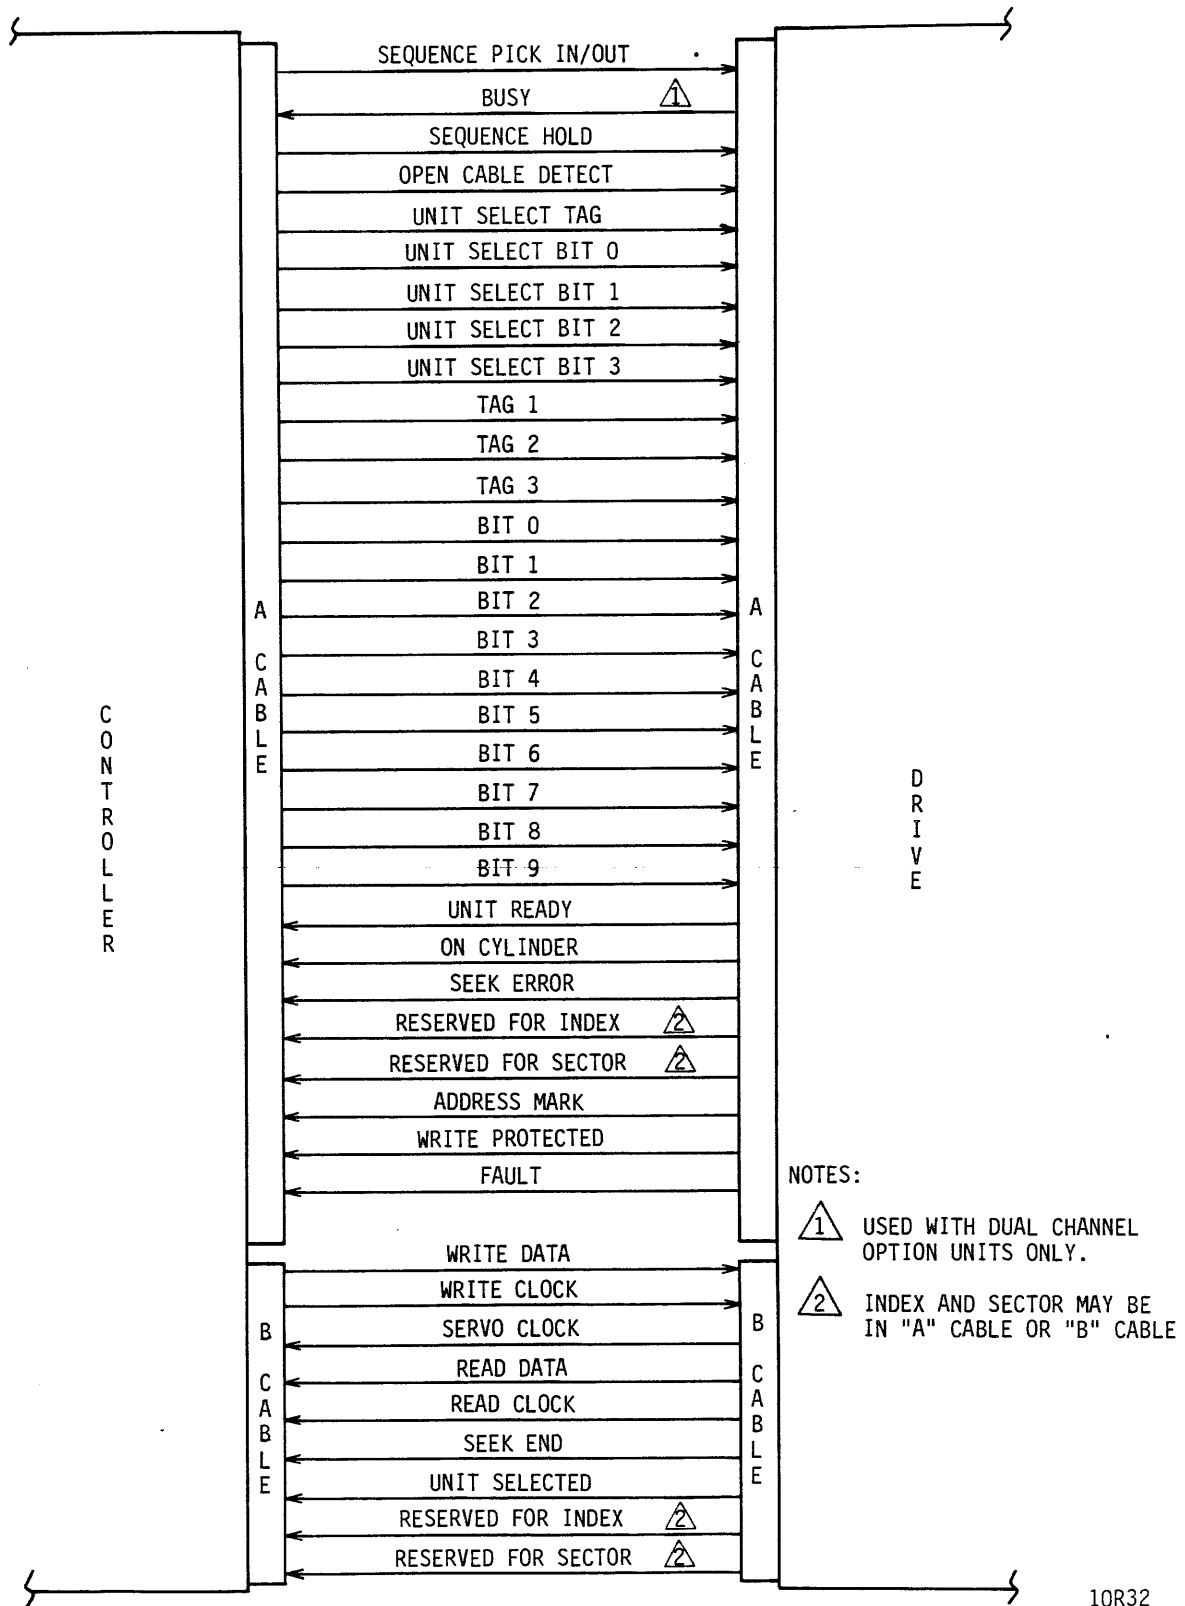 SEQUENCE PICK IN/OUT
BUSY 1
SEQUENCE HOLD
OPEN CABLE DETECT
UNIT SELECT TAG
UNIT SELECT BIT 0
UNIT SELECT BIT 1
UNIT SELECT BIT 2
UNIT SELECT BIT 3
TAG 1
TAG 2
TAG 3
BIT 0
BIT 1
BIT 2
BIT 3
BIT 4
BIT 5
BIT 6
BIT 7
BIT 8
BIT 9
UNIT READY
ON CYLINDER
SEEK ERROR
RESERVED FOR INDEX 2
RESERVED FOR SECTOR 2
ADDRESS MARK
WRITE PROTECTED
FAULT
CONTROLLER
A CABLE
A CABLE
DRIVE
WRITE DATA
WRITE CLOCK
SERVO CLOCK
READ DATA
READ CLOCK
SEEK END
UNIT SELECTED
RESERVED FOR INDEX 2
RESERVED FOR SECTOR 2
B CABLE
B CABLE
NOTES:
1 USED WITH DUAL CHANNEL
OPTION UNITS ONLY.
2 INDEX AND SECTOR MAY BE
IN "A" CABLE OR "B" CABLE
10R32